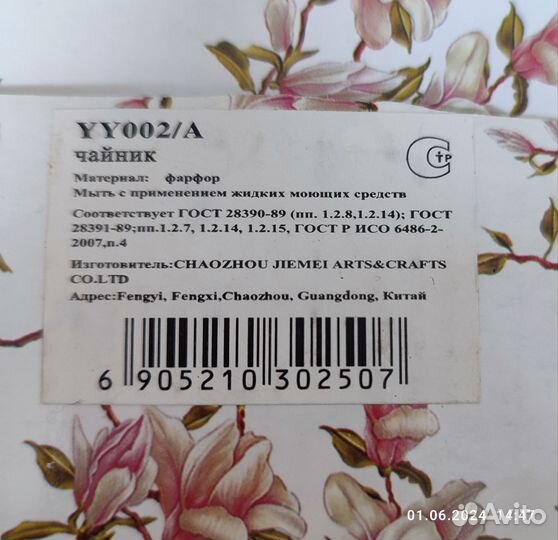 YY002/A
чайник
Материал: фарфор
Мыть с применением жидких моющих средств
Соответствует ГОСТ 28390-89 (пп. 1.2.8,1.2.14); ГОСТ
28391-89;пп.1.2.7, 1.2.14, 1.2.15, ГОСТ Р ИСО 6486-2-
2007,п.4
Изготовитель:CHAOZHOU JIEMEI ARTS&CRAFTS
CO.LTD
Адрес:Fengyi, Fengxi,Chaozhou, Guangdong, Китай
6 905210 302507
Avito
01.06.2024 14:47